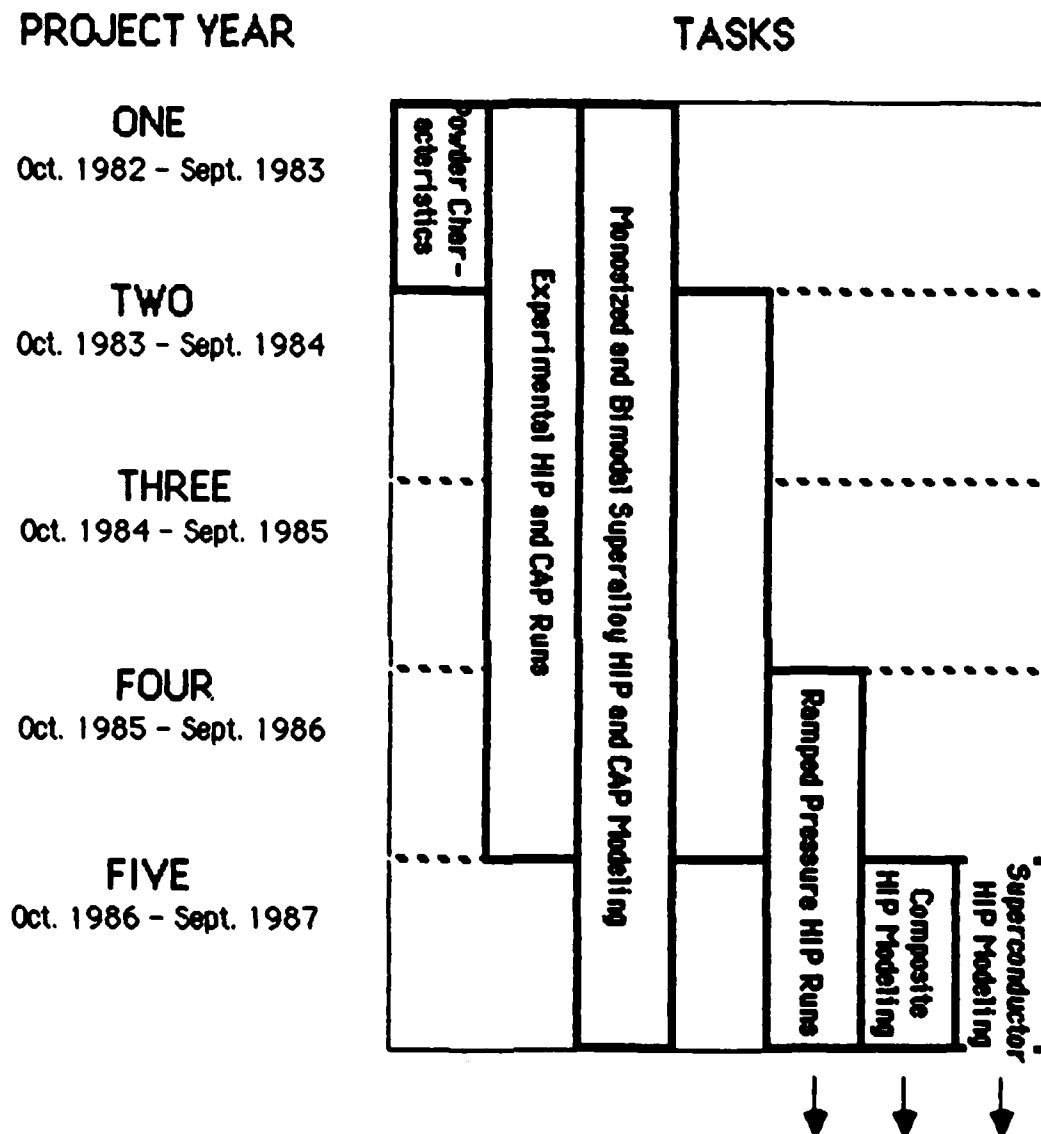 PROJECT YEAR
TASKS
ONE
Oct. 1982 - Sept. 1983
TWO
Oct. 1983 - Sept. 1984
THREE
Oct. 1984 - Sept. 1985
FOUR
Oct. 1985 - Sept. 1986
FIVE
Oct. 1986 - Sept. 1987
Powder Char-
acteristics
Experimental HIP and CAP Runs
Monosized and Bimodal Superalloy HIP and CAP Modeling
Ramped Pressure HIP Runs
Composite
HIP Modeling
Superconductor
HIP Modeling